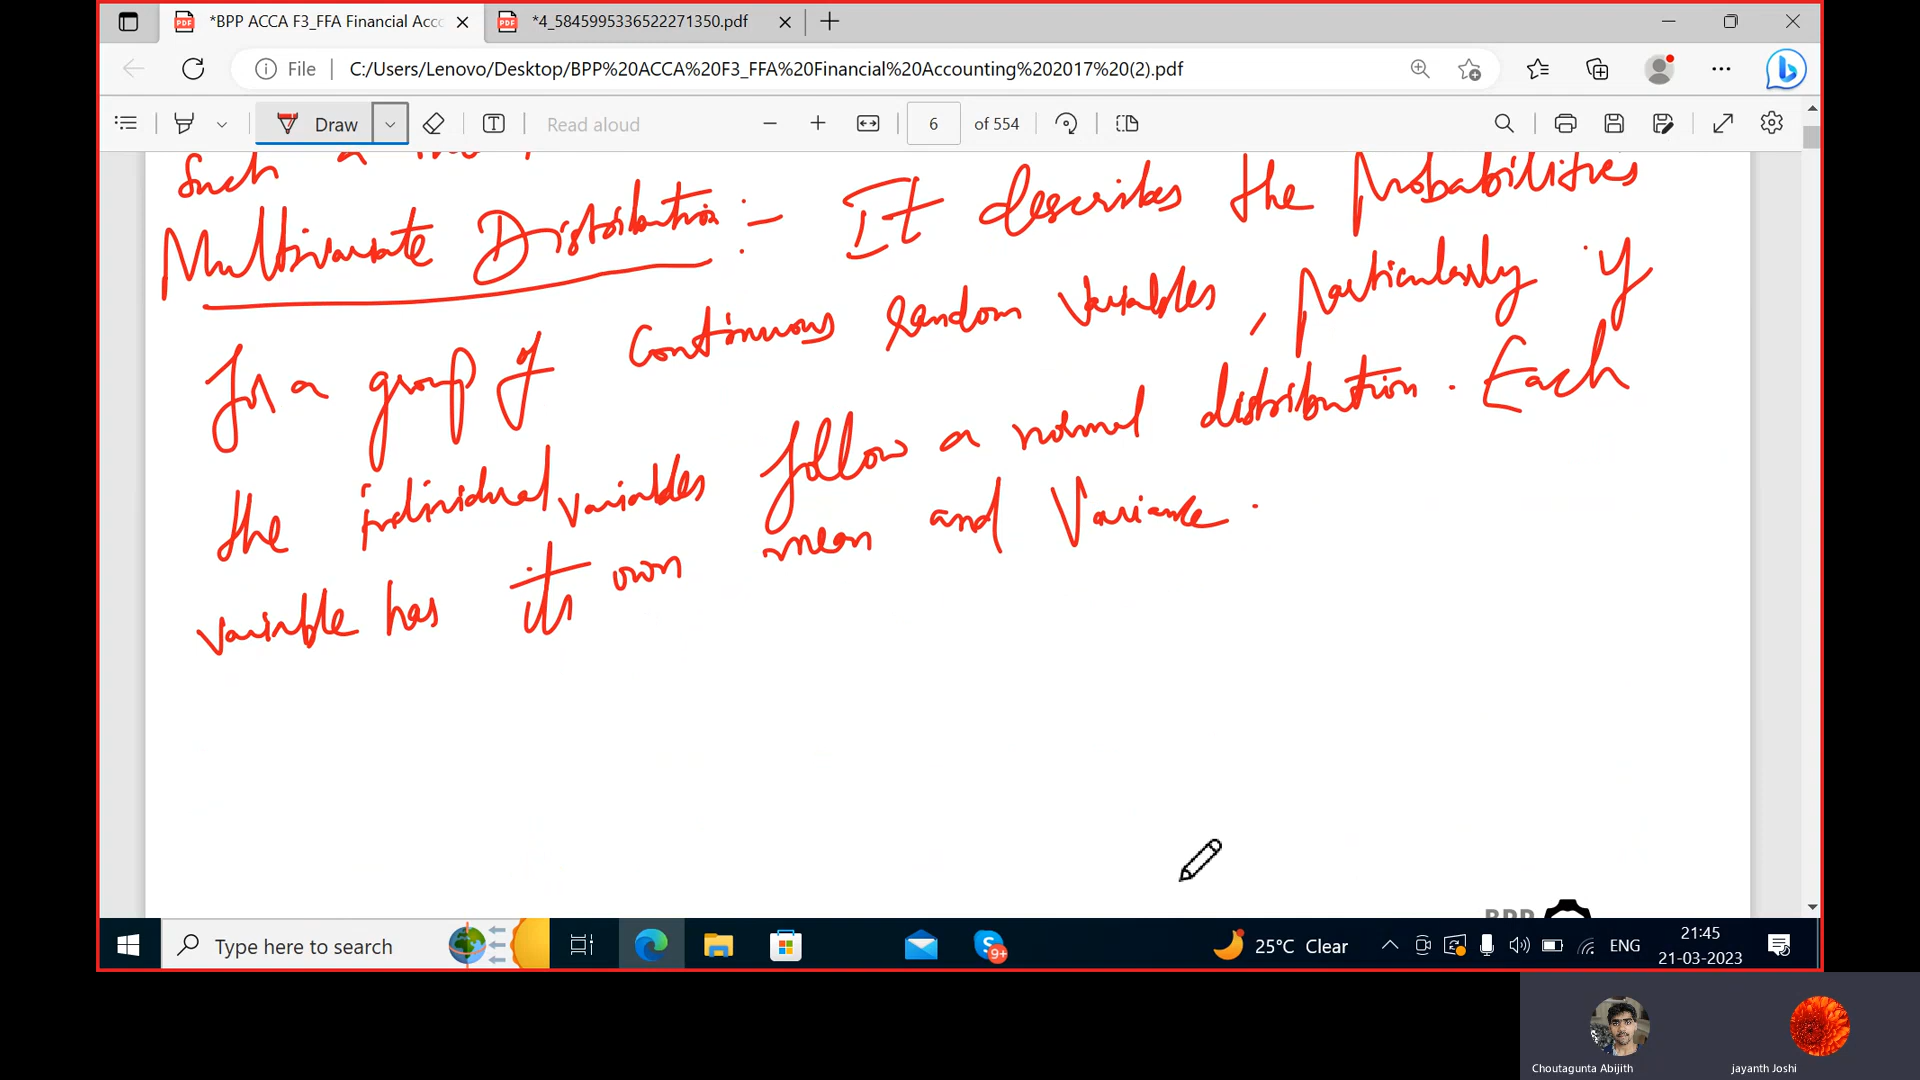 *BPP ACCA F3_FFA Financial Acc
*4_5845995336522271350.pdf
File
C:/Users/Lenovo/Desktop/BPP%20ACCA%20F3_FFA%20Financial%20Accounting%202017%20(2).pdf
Draw
Read aloud
6 of 554
Such a
Multivariate Distribution :- It describes the probabilities
for a group of continuous random variables, particularly if
the individual variables follow a normal distribution. Each
variable has its own mean and Variance.
BPP
Type here to search
25°C Clear
ENG
21:45
21-03-2023
9+
Choutagunta Abijith
jayanth Joshi